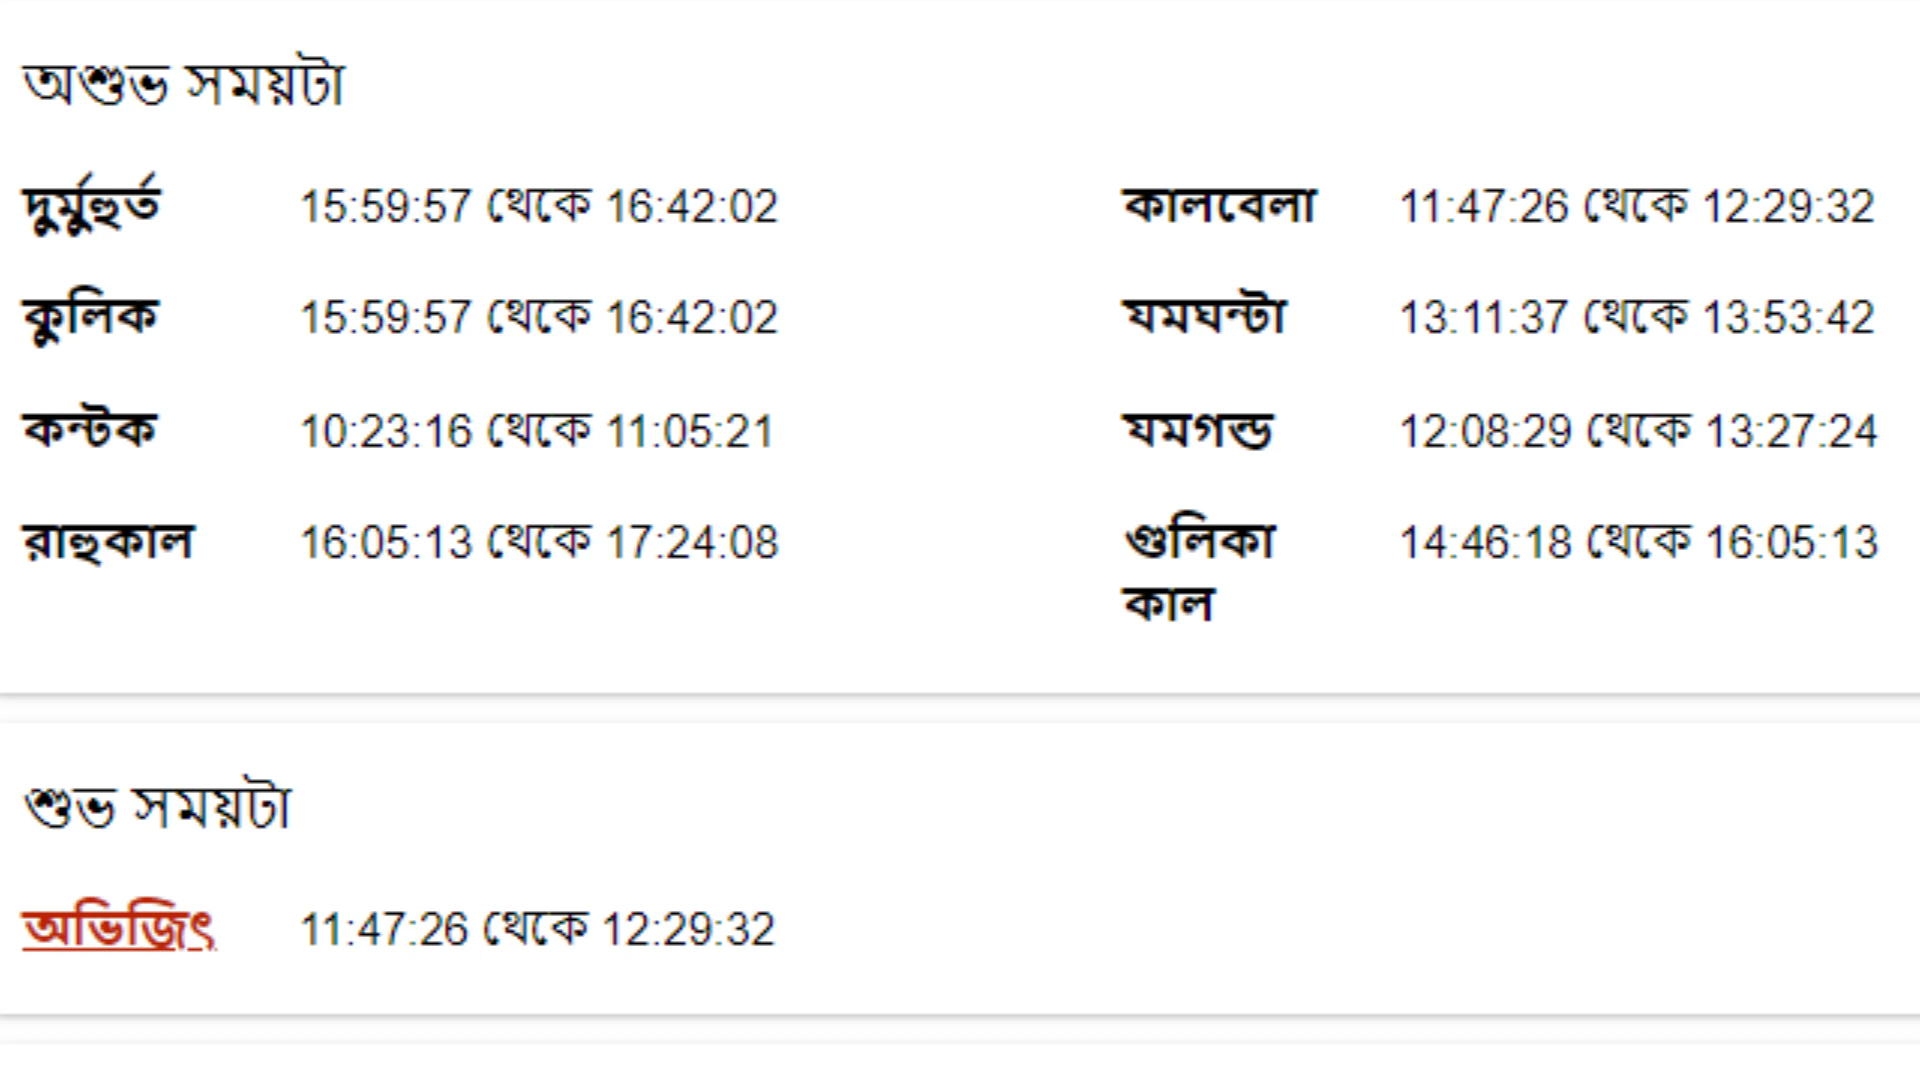 অশুভ সময়টা
দুর্মুহুর্ত 15:59:57 থেকে 16:42:02 কালবেলা 11:47:26 থেকে 12:29:32
কুলিক 15:59:57 থেকে 16:42:02 যমঘন্টা 13:11:37 থেকে 13:53:42
কন্টক 10:23:16 থেকে 11:05:21 যমগন্ড 12:08:29 থেকে 13:27:24
রাহুকাল 16:05:13 থেকে 17:24:08 গুলিকা 14:46:18 থেকে 16:05:13
কাল
শুভ সময়টা
অভিজিৎ 11:47:26 থেকে 12:29:32